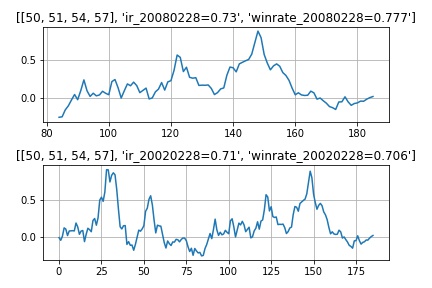 [[50, 51, 54, 57], 'ir_20080228=0.73', 'winrate_20080228=0.777']
0.5
0.0
80 100 120 140 160 180
[[50, 51, 54, 57], 'ir_20020228=0.71', 'winrate_20020228=0.706']
0.5
0.0
0 25 50 75 100 125 150 175